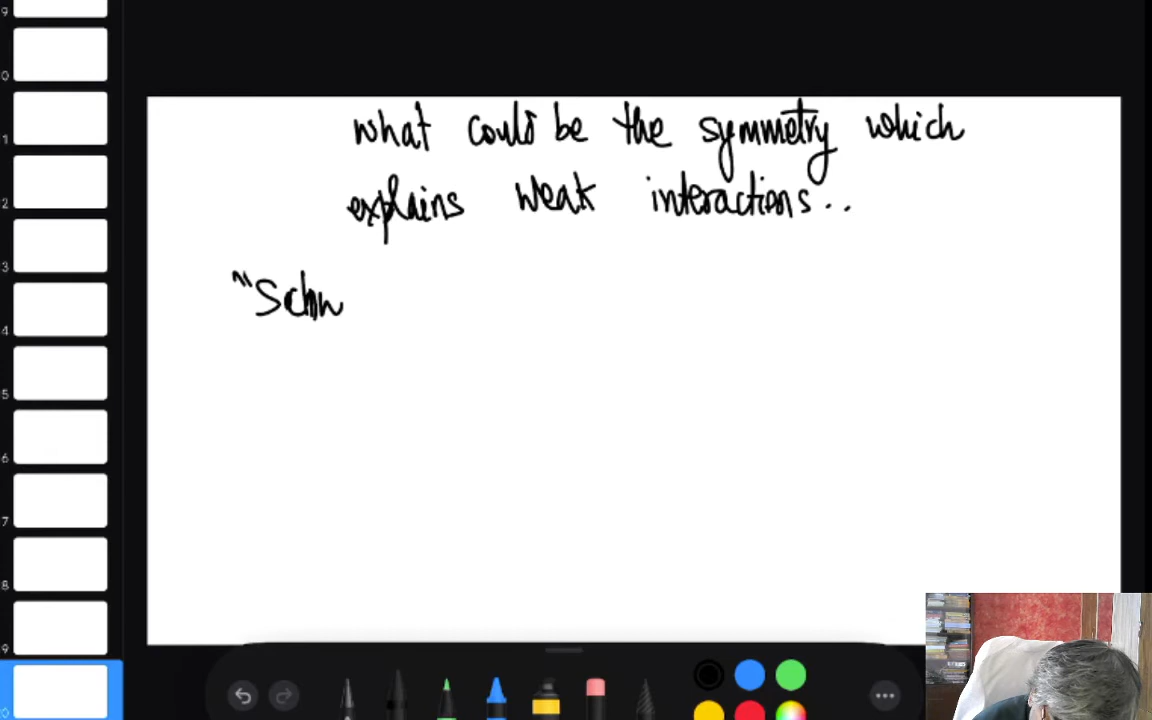 what could be the symmetry which
explains weak interactions..
"Schw